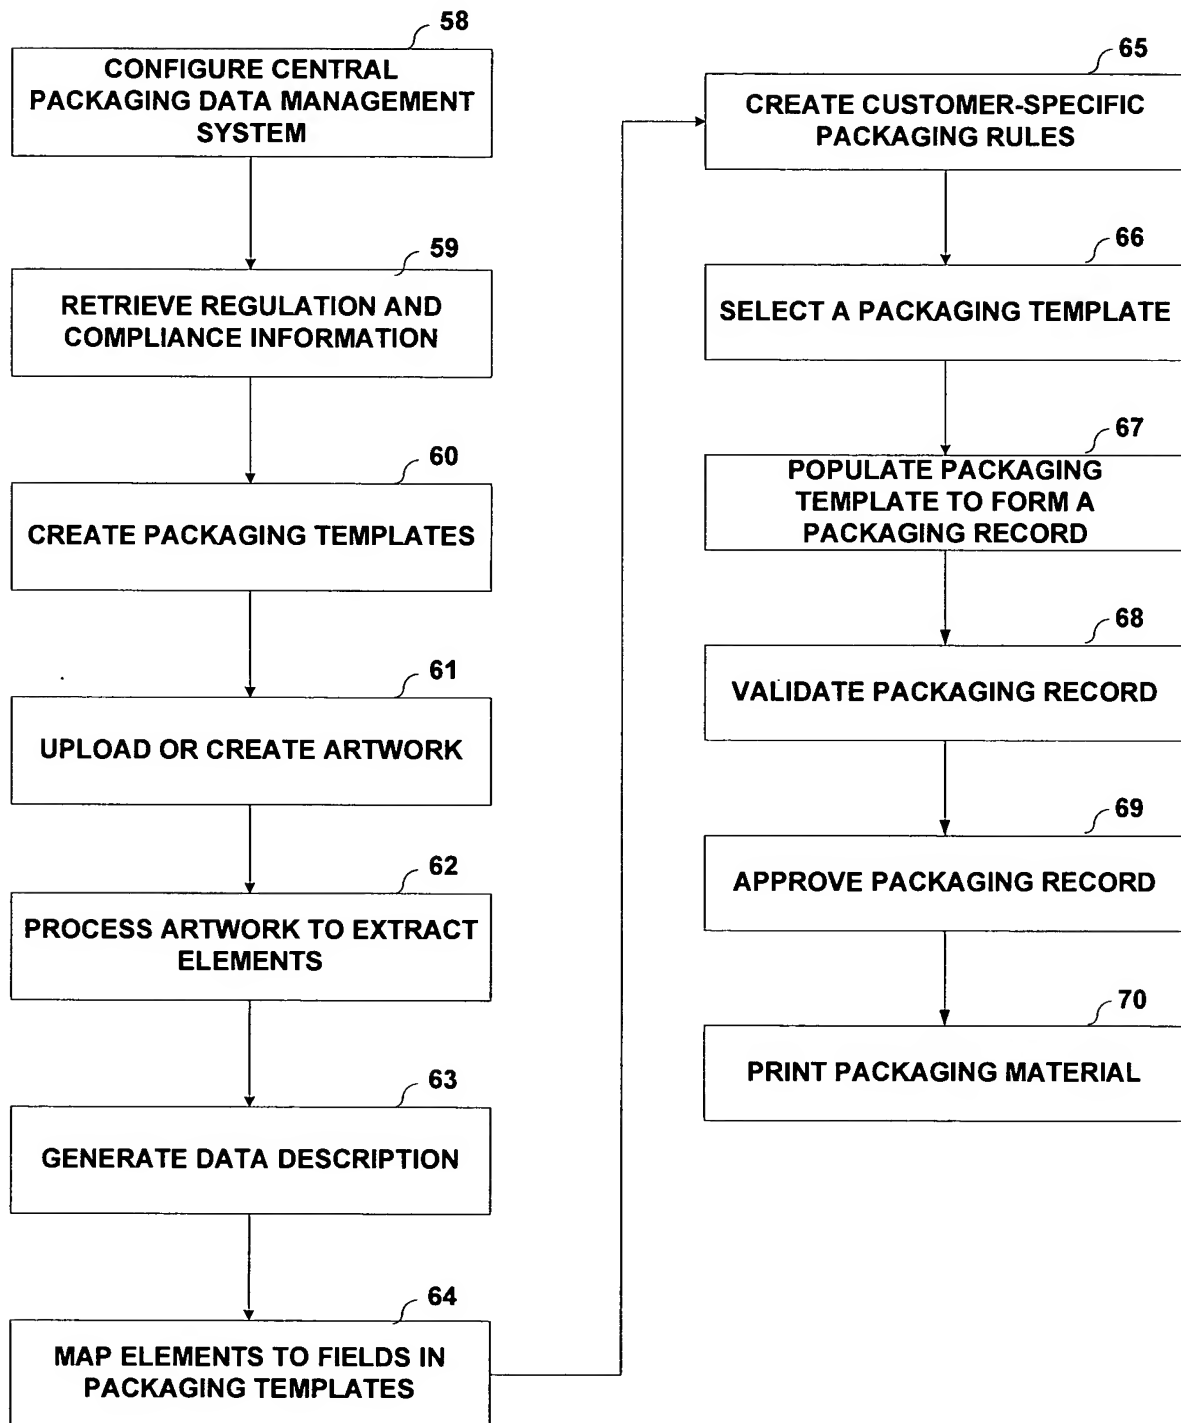 58
CONFIGURE CENTRAL
PACKAGING DATA MANAGEMENT
SYSTEM
59
RETRIEVE REGULATION AND
COMPLIANCE INFORMATION
60
CREATE PACKAGING TEMPLATES
61
UPLOAD OR CREATE ARTWORK
62
PROCESS ARTWORK TO EXTRACT
ELEMENTS
63
GENERATE DATA DESCRIPTION
64
MAP ELEMENTS TO FIELDS IN
PACKAGING TEMPLATES
65
CREATE CUSTOMER-SPECIFIC
PACKAGING RULES
66
SELECT A PACKAGING TEMPLATE
67
POPULATE PACKAGING
TEMPLATE TO FORM A
PACKAGING RECORD
68
VALIDATE PACKAGING RECORD
69
APPROVE PACKAGING RECORD
70
PRINT PACKAGING MATERIAL